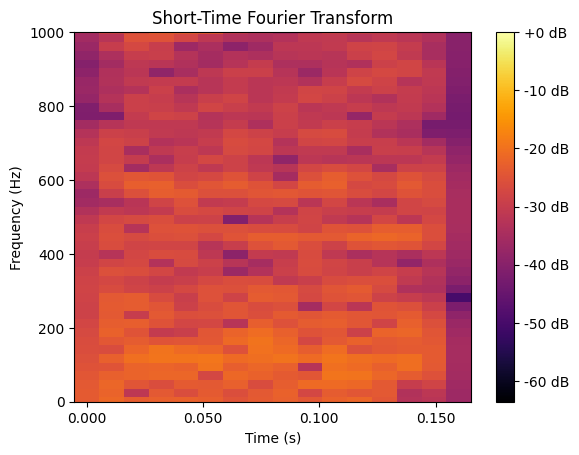 Short-Time Fourier Transform
Frequency (Hz)
1000
800
600
400
200
0
0.000
0.050
0.100
0.150
Time (s)
+0 dB
-10 dB
-20 dB
-30 dB
-40 dB
-50 dB
-60 dB